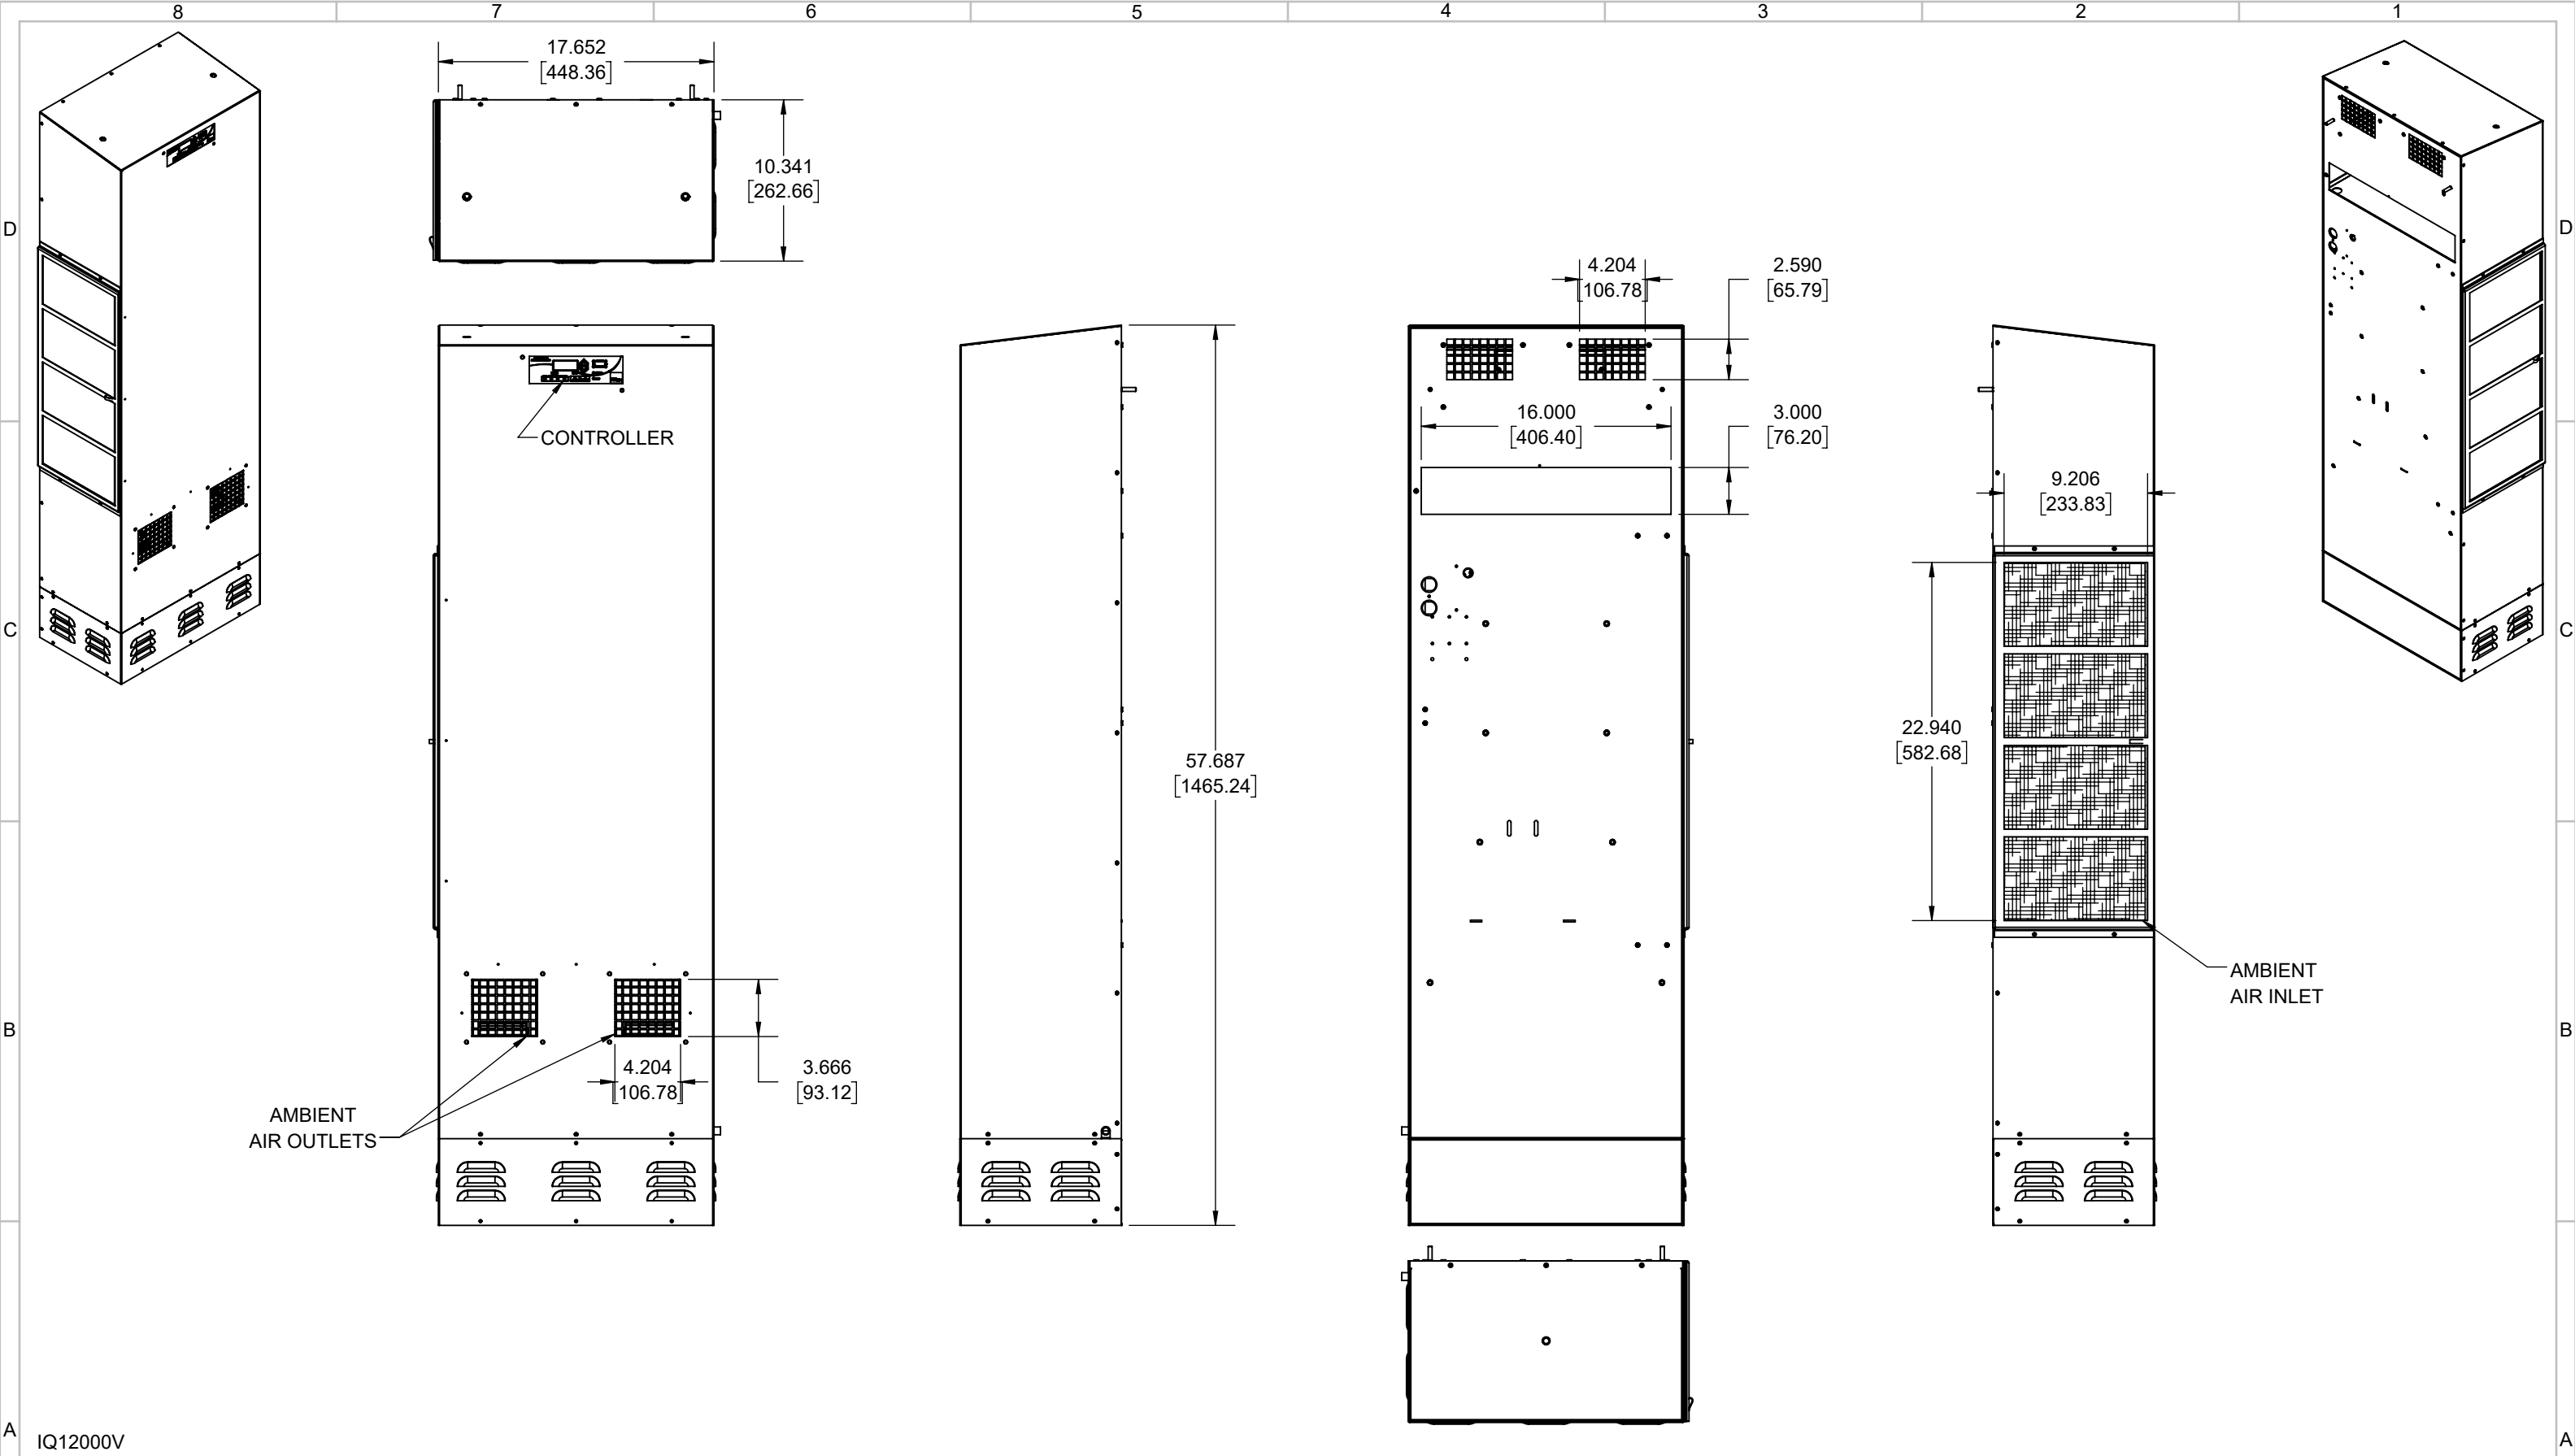 8 7 6 5 4 3 2 1
17.652
[448.36]
10.341
[262.66]
D
D
4.204
[106.78]
2.590
[65.79]
CONTROLLER
16.000
[406.40]
3.000
[76.20]
9.206
[233.83]
C
C
57.687
[1465.24]
22.940
[582.68]
AMBIENT
AIR INLET
B
B
4.204
[106.78]
3.666
[93.12]
AMBIENT
AIR OUTLETS
A
A
IQ12000V